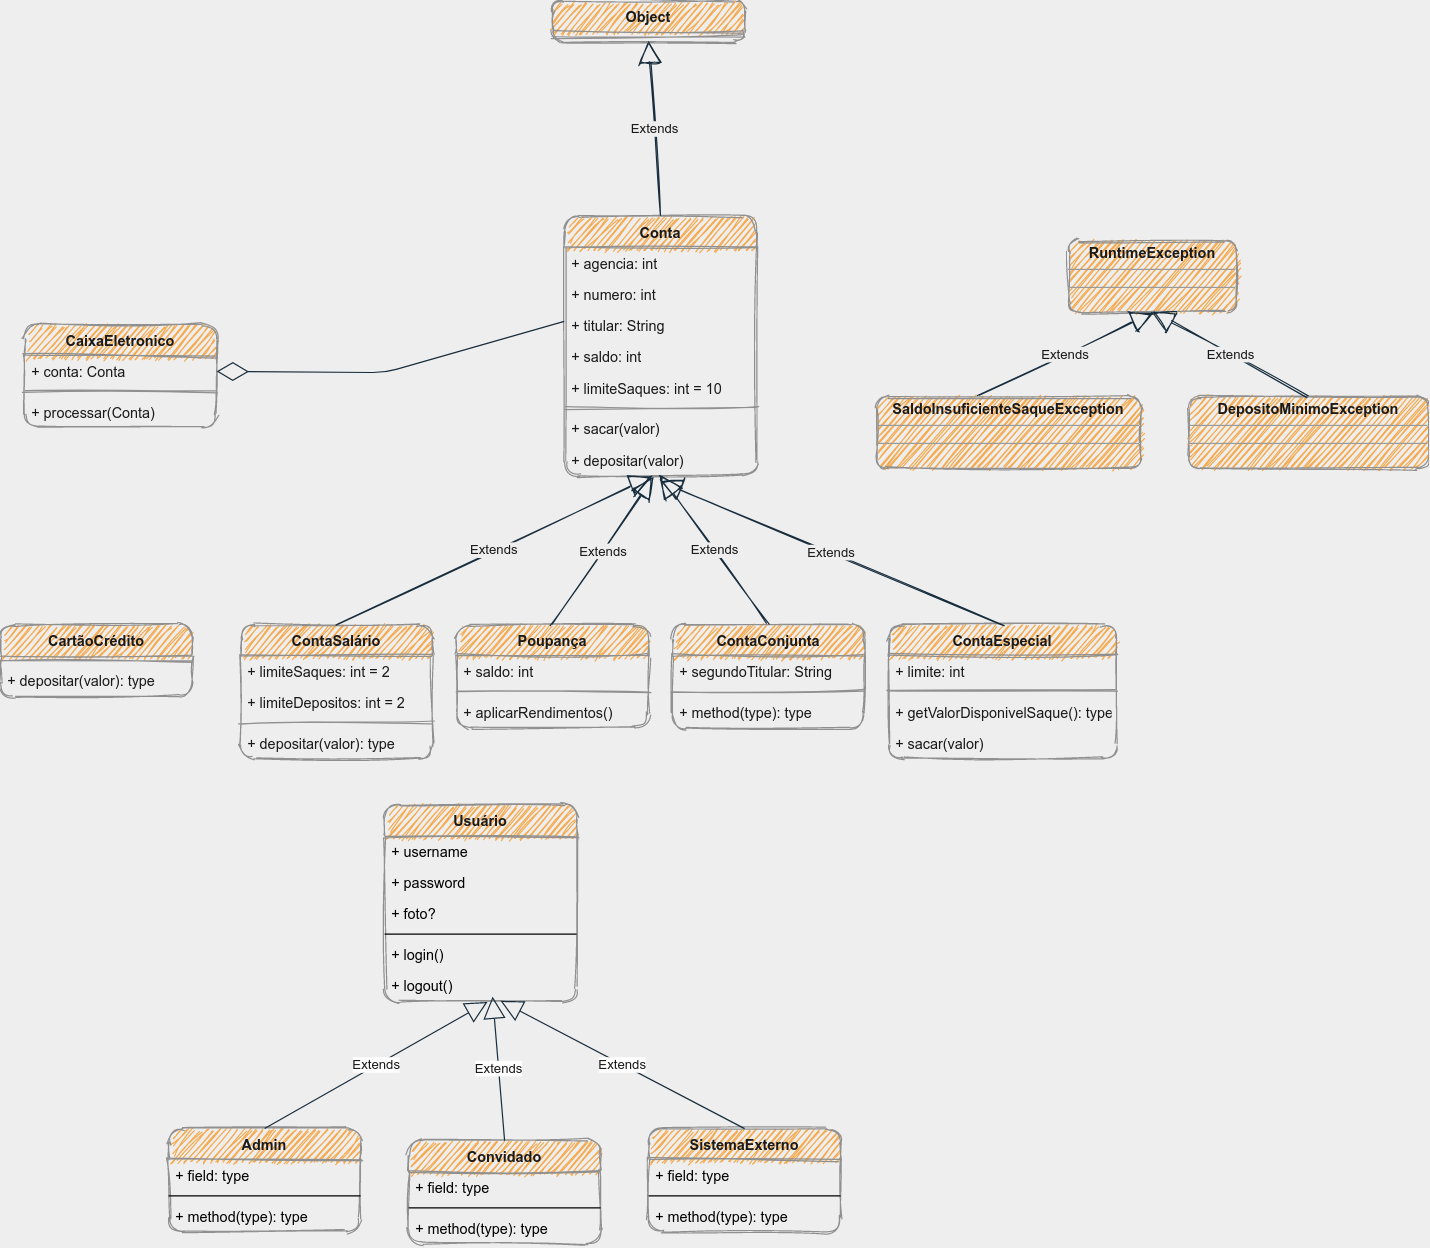 Object
Extends
Conta
+ agencia: int
+ numero: int
+ titular: String
+ saldo: int
+ limiteSaques: int = 10
+ sacar(valor)
+ depositar(valor)
CaixaEletronico
+ conta: Conta
+ processar(Conta)
RuntimeException
Extends
Extends
SaldoInsuficienteSaqueException
DepositoMinimoException
Extends
Extends
Extends
Extends
CartãoCrédito
+ depositar(valor): type
ContaSalário
+ limiteSaques: int = 2
+ limiteDepositos: int = 2
+ depositar(valor): type
Poupança
+ saldo: int
+ aplicarRendimentos()
ContaConjunta
+ segundoTitular: String
+ method(type): type
ContaEspecial
+ limite: int
+ getValorDisponivelSaque(): type
+ sacar(valor)
Usuário
+ username
+ password
+ foto?
+ login()
+ logout()
Extends
Extends
Extends
Admin
+ field: type
+ method(type): type
Convidado
+ field: type
+ method(type): type
SistemaExterno
+ field: type
+ method(type): type